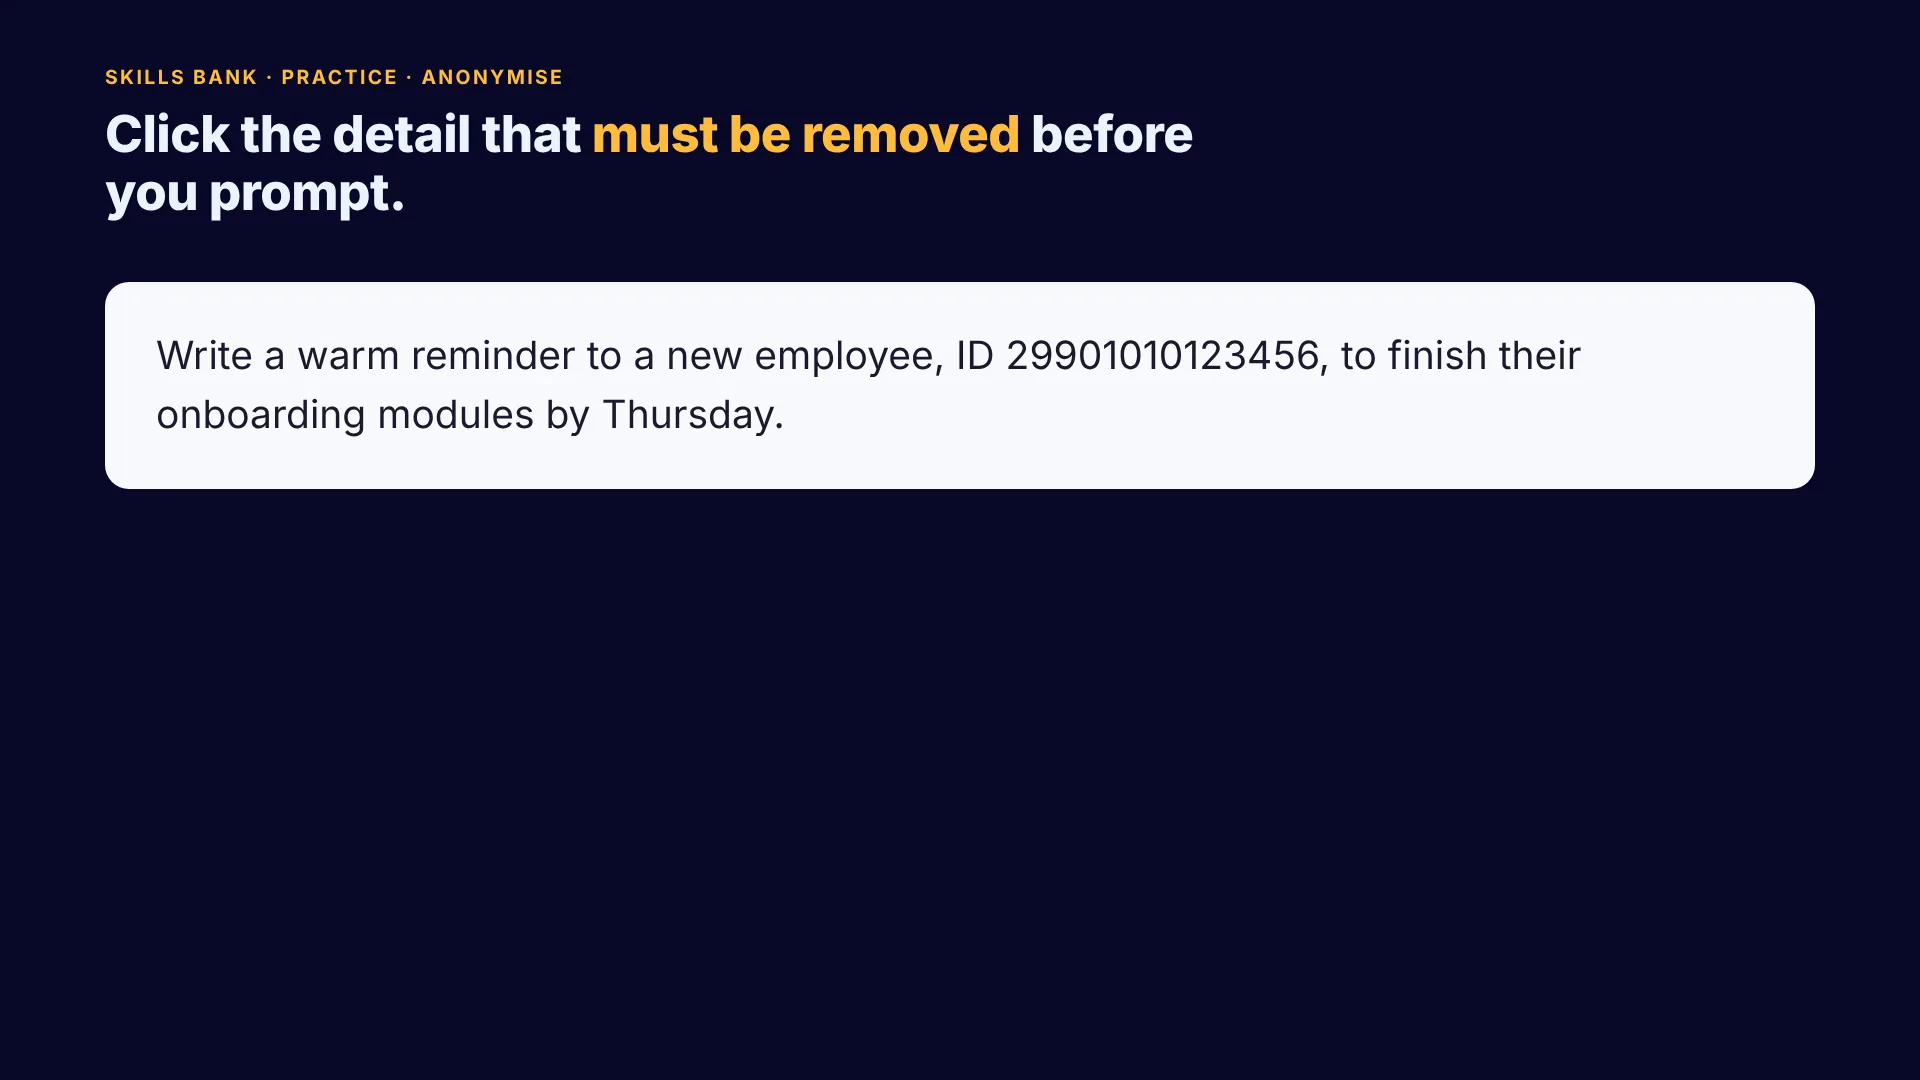 SKILLS BANK · PRACTICE · ANONYMISE
Click the detail that must be removed before
you prompt.
Write a warm reminder to a new employee, ID 29901010123456, to finish their
onboarding modules by Thursday.